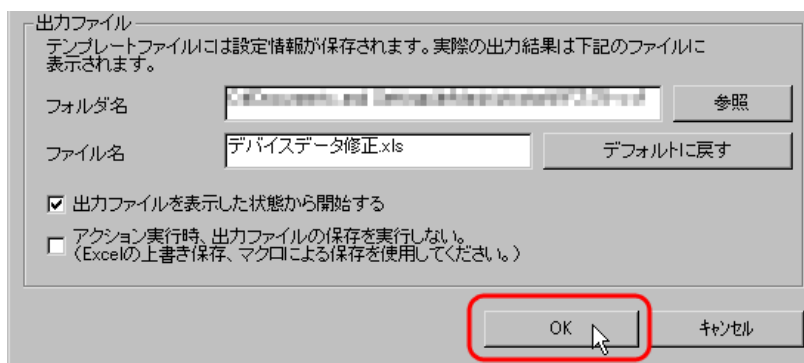 出力ファイル
テンプレートファイルには設定情報が保存されます。実際の出力結果は下記のファイルに
表示されます。
フォルダ名
参照
ファイル名
デバイスデータ修正.xls
デフォルトに戻す
出力ファイルを表示した状態から開始する
アクション実行時、出力ファイルの保存を実行しない。
（Excelの上書き保存、マクロによる保存を使用してください。）
OK
キャンセル